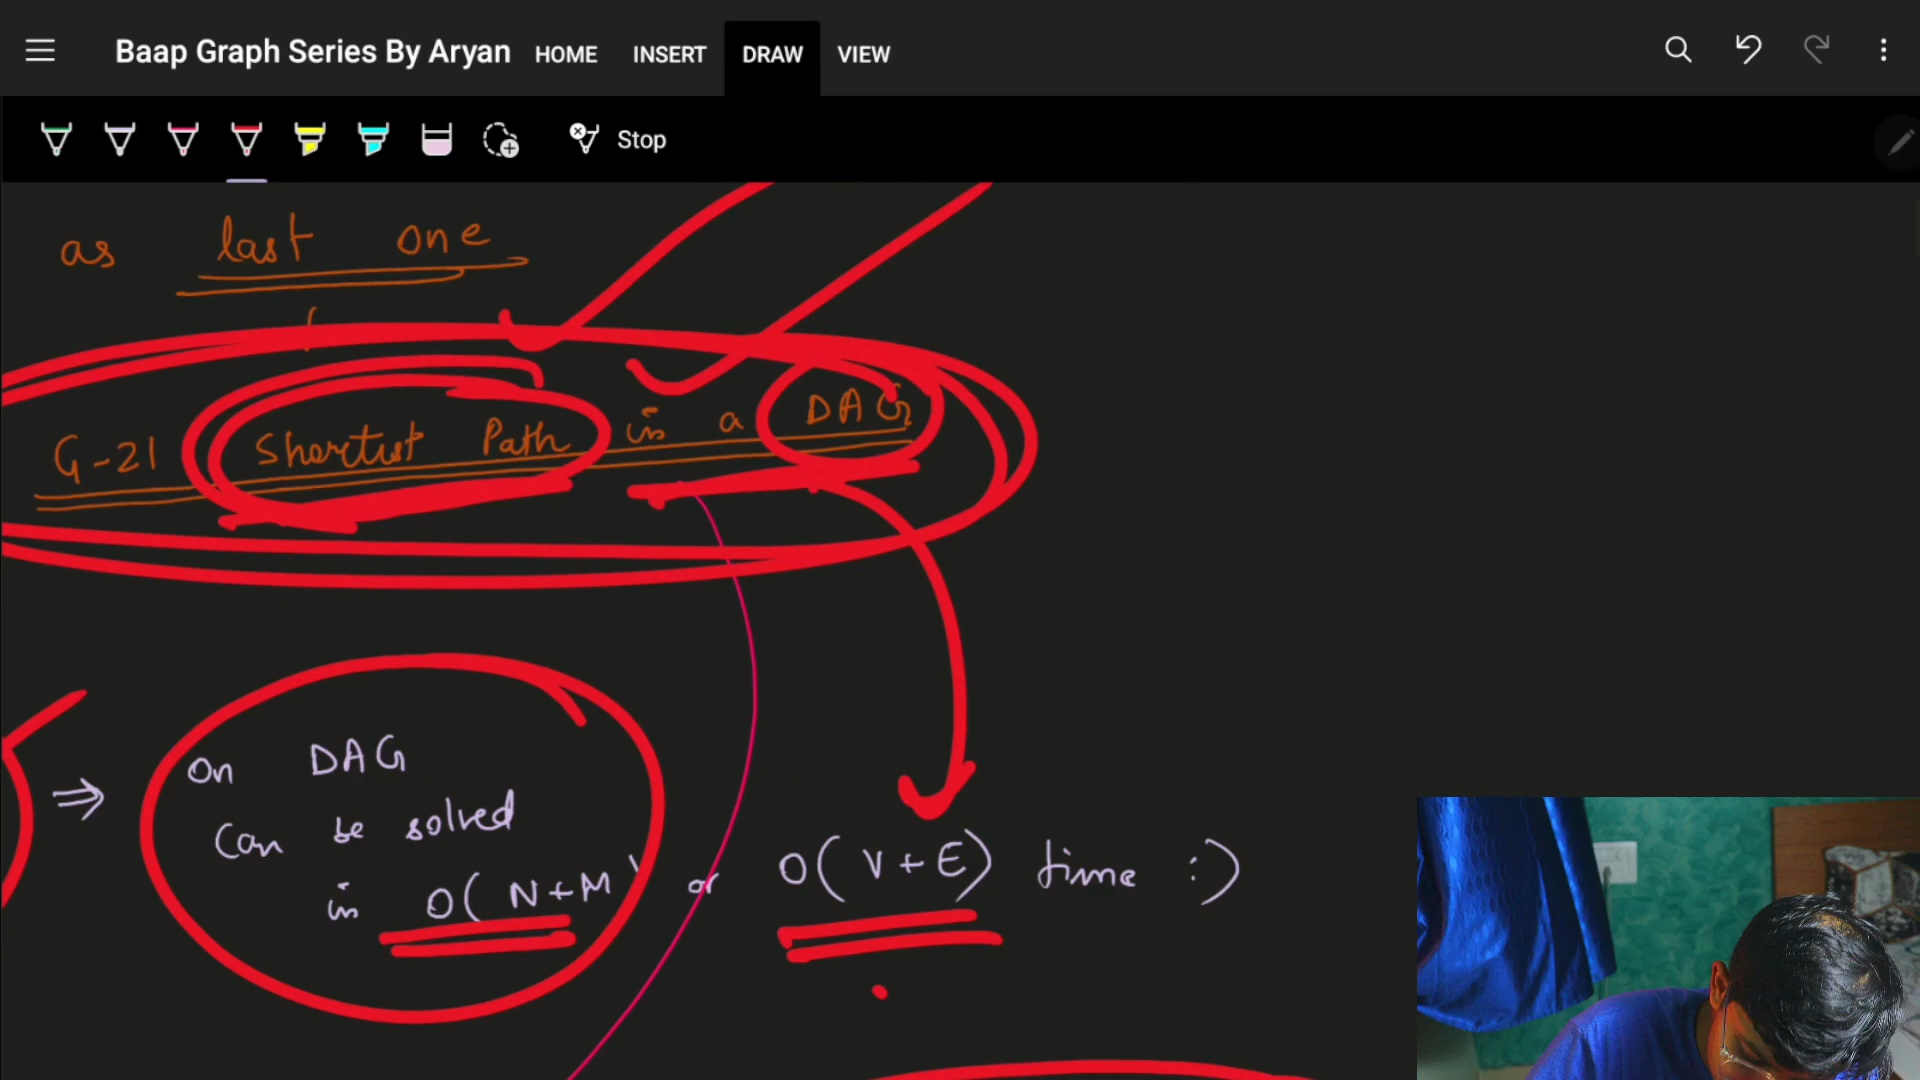 Baap Graph Series By Aryan HOME INSERT DRAW VIEW
Stop
as last one
G-21 Shortest Path in a DAG
⇒ On DAG
Can be solved
in O( N+M) or O( V+E) time :)